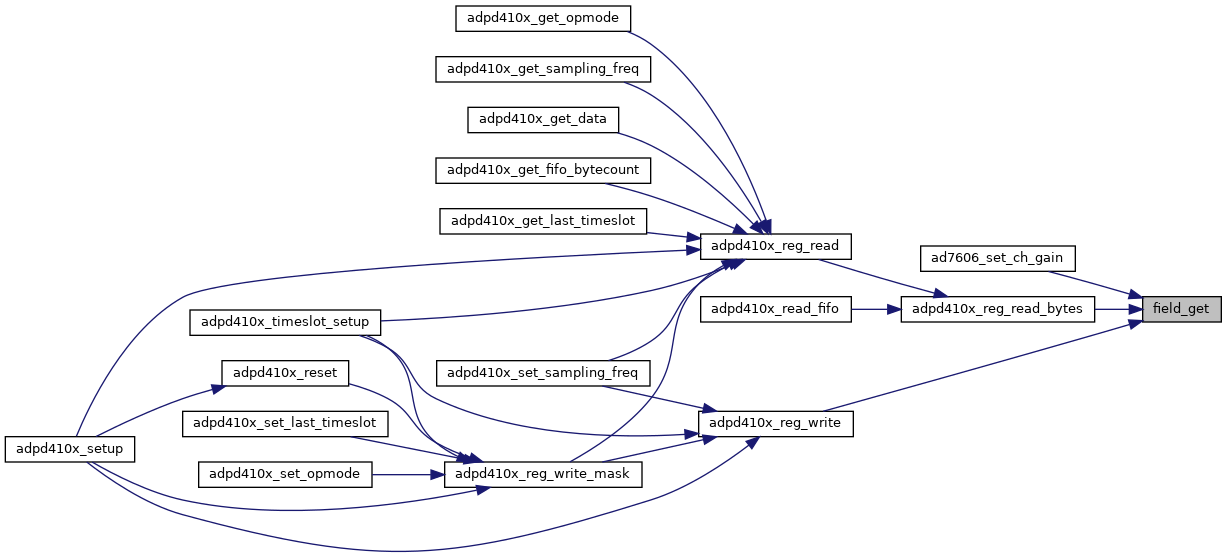 adpd410x_get_opmode
adpd410x_get_sampling_freq
adpd410x_get_data
adpd410x_get_fifo_bytecount
adpd410x_get_last_timeslot
adpd410x_reg_read
ad7606_set_ch_gain
adpd410x_timeslot_setup
adpd410x_read_fifo
adpd410x_reg_read_bytes
field_get
adpd410x_reset
adpd410x_set_sampling_freq
adpd410x_set_last_timeslot
adpd410x_reg_write
adpd410x_setup
adpd410x_set_opmode
adpd410x_reg_write_mask